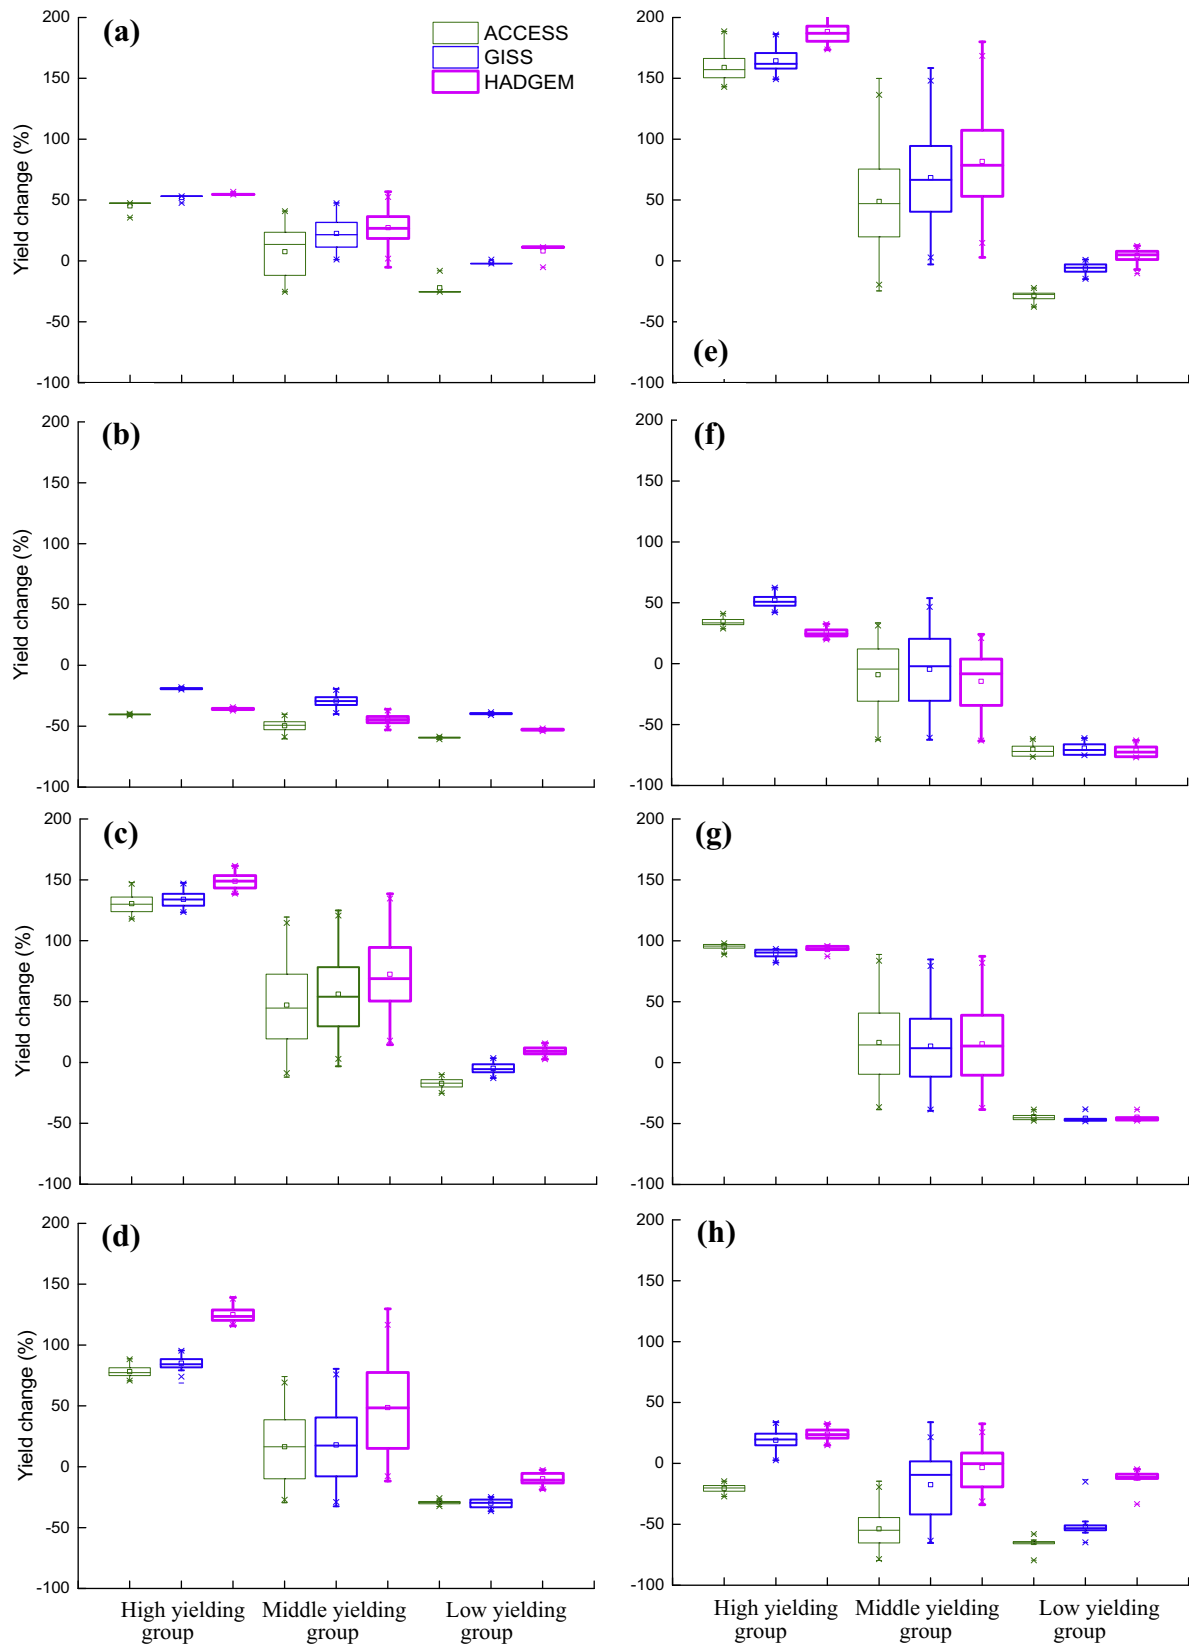 (a)
ACCESS
GISS
HADGEM
200
150
100
50
0
-50
-100
Yield change (%)
(e)
200
150
100
50
0
-50
-100
(b)
200
150
100
50
0
-50
-100
Yield change (%)
(f)
200
150
100
50
0
-50
-100
(c)
200
150
100
50
0
-50
-100
Yield change (%)
(g)
200
150
100
50
0
-50
-100
(d)
200
150
100
50
0
-50
-100
Yield change (%)
High yielding
group
Middle yielding
group
Low yielding
group
(h)
200
150
100
50
0
-50
-100
High yielding
group
Middle yielding
group
Low yielding
group